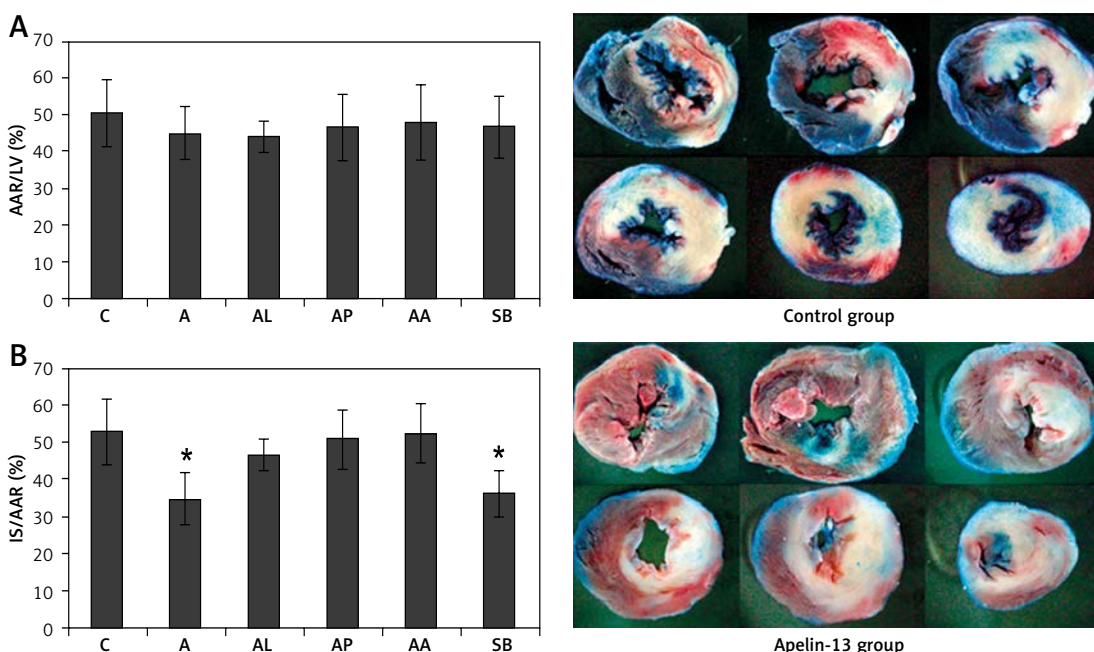 A
AAR/LV (%)
70
60
50
40
30
20
10
0
C A AL AP AA SB
Control group
B
IS/AAR (%)
70
60
50
40
30
20
10
0
* *
C A AL AP AA SB
Apelin-13 group